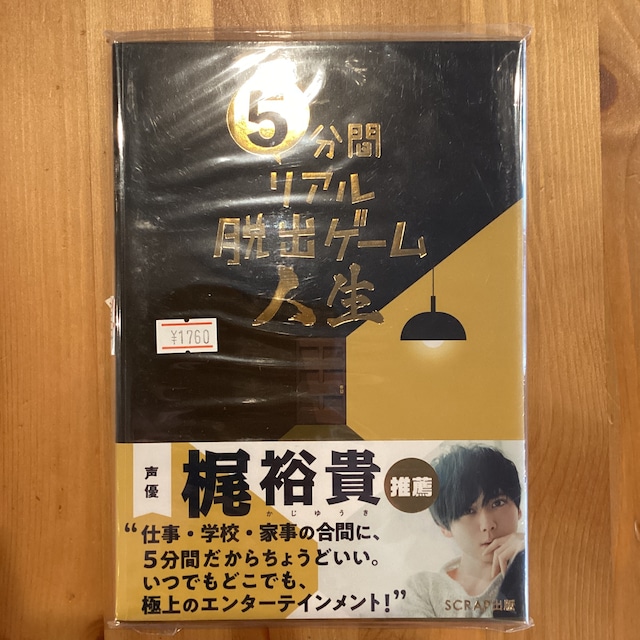 5分間
リアル
脱出ゲーム
人生
¥1760
声優
梶裕貴
かじゆうき
推薦
“仕事・学校・家事の合間に、
５分間だからちょうどいい。
いつでもどこでも、
極上のエンターテインメント！”
SCRAP出版